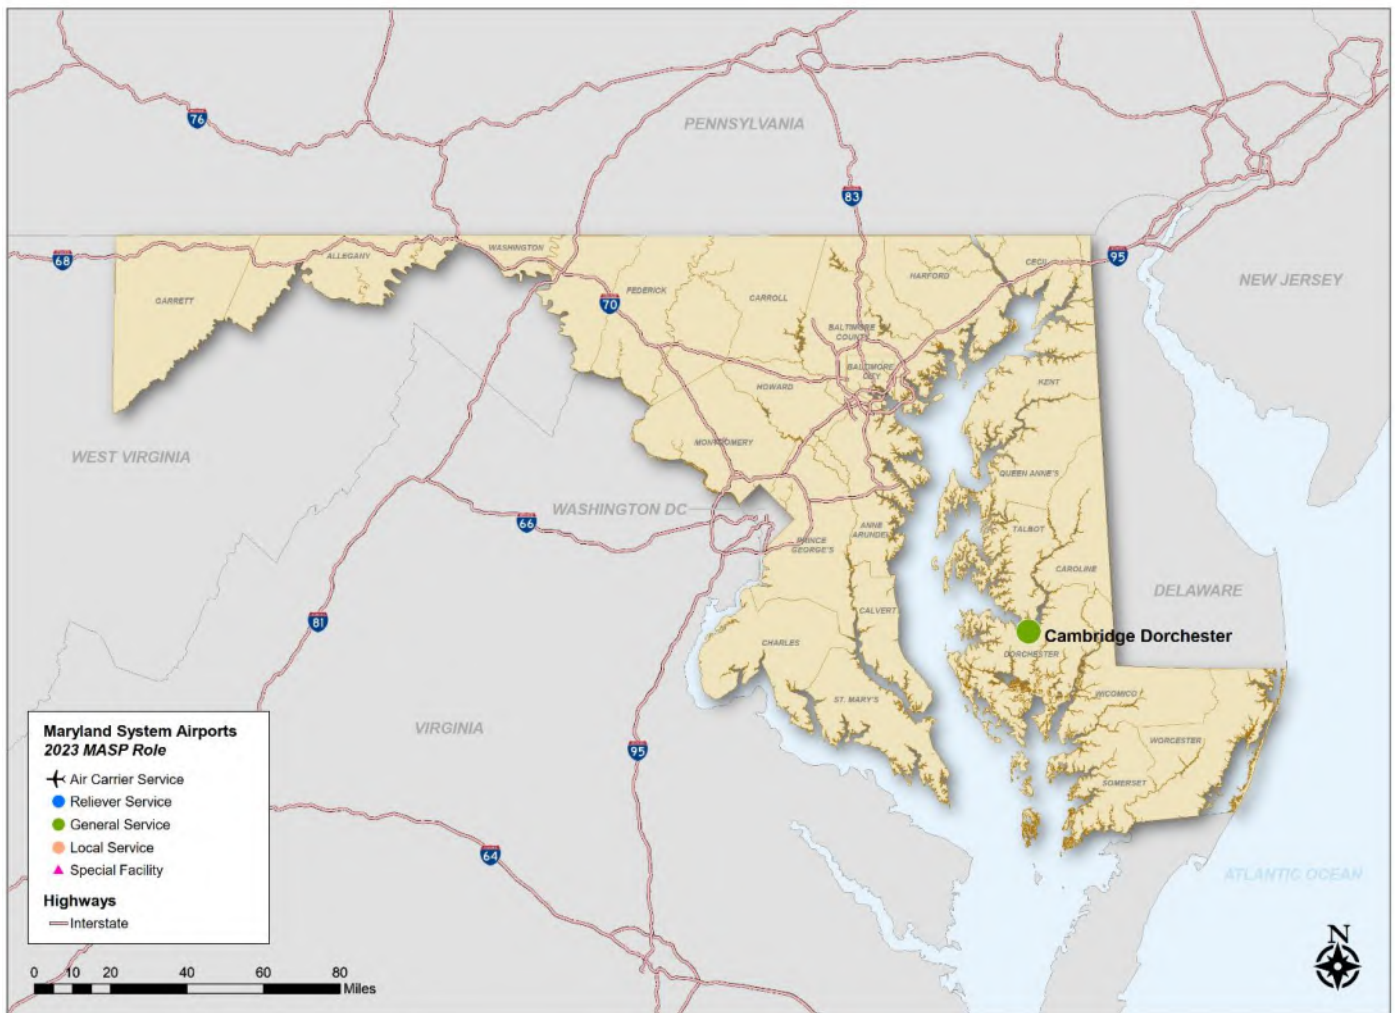 76
PENNSYLVANIA
83
68
95
WASHINGTON
ALLEGANY
GARRETT
FEDERICK
70
CARROLL
HARFORD
CECIL
NEW JERSEY
BALTIMORE
COUNTY
BALTIMORE
CITY
HOWARD
KENT
MONTGOMERY
WEST VIRGINIA
QUEEN ANNE'S
WASHINGTON DC
66
ANNE
ARUNDEL
TALBOT
PRINCE
GEORGE'S
CAROLINE
DELAWARE
81
CALVERT
Cambridge Dorchester
CHARLES
DORCHESTER
ST. MARY'S
WICOMICO
VIRGINIA
95
WORCESTER
SOMERSET
64
ATLANTIC OCEAN
Maryland System Airports
2023 MASP Role
Air Carrier Service
Reliever Service
General Service
Local Service
Special Facility
Highways
Interstate
0 10 20 40 60 80
Miles
N